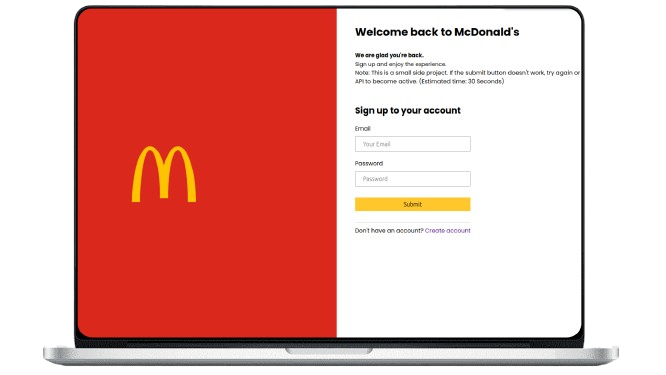 Welcome back to McDonald's
We are glad you're back.
Sign up and enjoy the experience.
Note: This is a small side project. If the submit button doesn't work, try again or
API to become active. (Estimated time: 30 Seconds)
Sign up to your account
Email
Your Email
Password
Password
Submit
Don't have an account? Create account